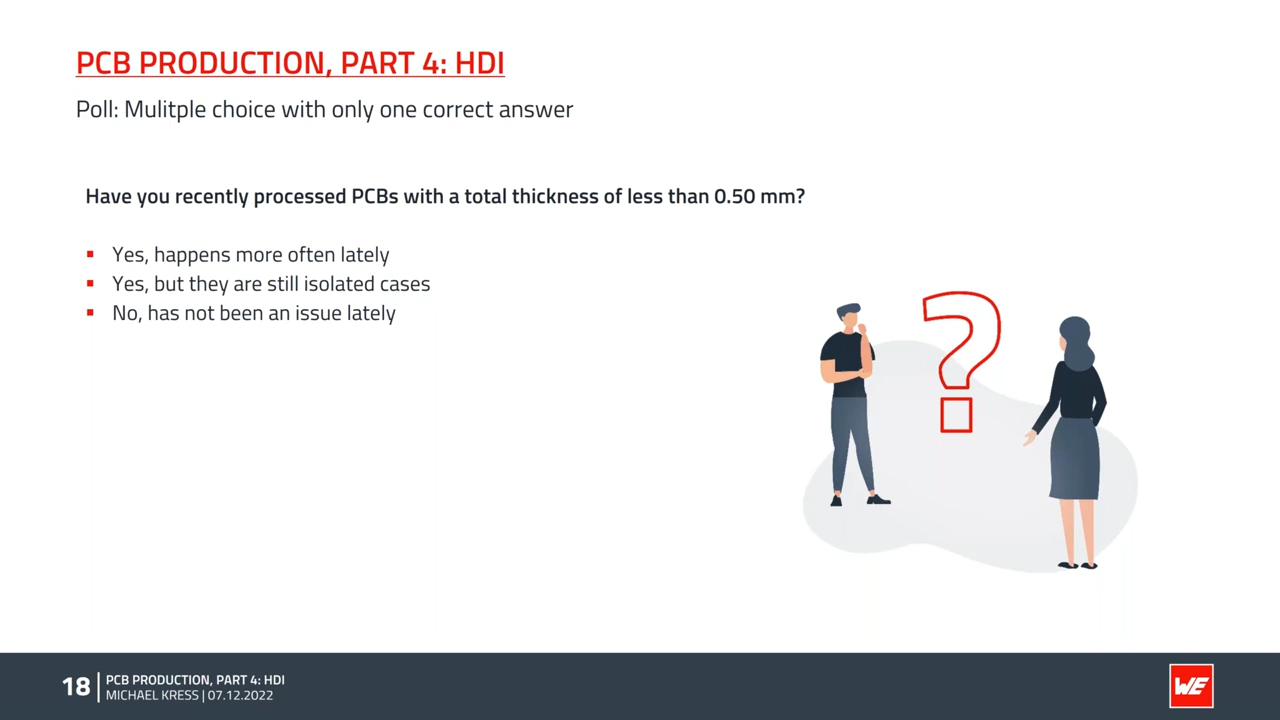 PCB PRODUCTION, PART 4: HDI
Poll: Mulitple choice with only one correct answer
Have you recently processed PCBs with a total thickness of less than 0.50 mm?
Yes, happens more often lately
Yes, but they are still isolated cases
No, has not been an issue lately
?
18
PCB PRODUCTION, PART 4: HDI
MICHAEL KRESS | 07.12.2022
WE